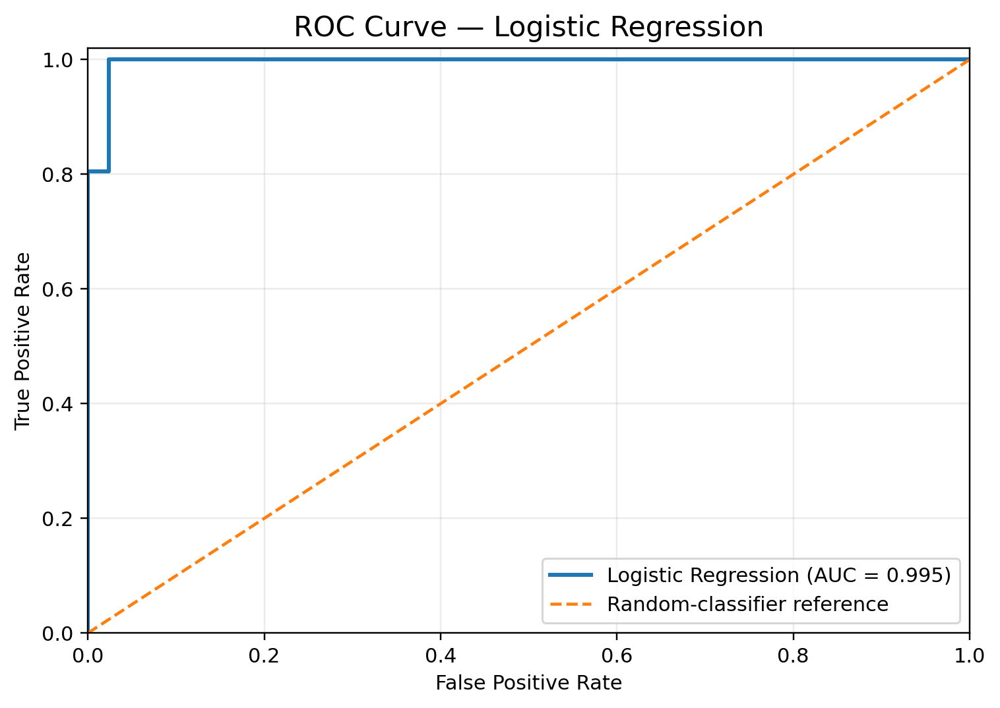 ROC Curve — Logistic Regression
True Positive Rate
1.0
0.8
0.6
0.4
0.2
0.0
Logistic Regression (AUC = 0.995)
Random-classifier reference
0.0 0.2 0.4 0.6 0.8 1.0
False Positive Rate